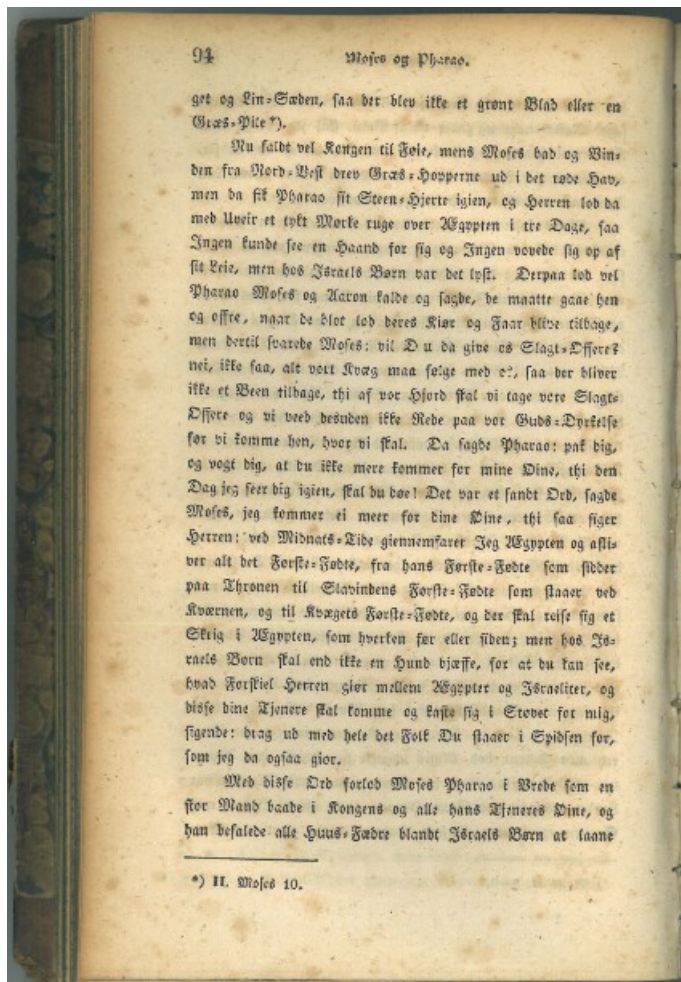 94
Moses og Pharao.
get og Lin-Sæden, saa der blev ikke et grønt Blad eller en
Græs-Pile*).
Nu faldt vel Kongen til Føie, mens Moses bad og Vin-
den fra Nord-Vest drev Græs-Hopperne ud i det røde Hav,
men da fik Pharao sit Steen-Hjerte igien, og Herren lod da
med Uveir et tykt Mørke ruge over Ægypten i tre Dage, saa
Ingen kunde see en Haand for sig og Ingen vovede sig op af
sit Leie, men hos Israels Børn var det lyst. Derpaa lod vel
Pharao Moses og Aaron kalde og sagde, de maatte gaae hen
og offre, naar de blot lod deres Kiør og Faar blive tilbage,
men dertil svarede Moses: vil Du da give os Slagt-Offere?
nei, ikke saa, alt vort Kvæg maa følge med os, saa der bliver
ikke et Been tilbage, thi af vor Hjord skal vi tage vore Slagt-
Offere og vi veed desuden ikke Rede paa vor Guds-Dyrkelse
før vi komme hen, hvor vi skal. Da sagde Pharao: pak dig,
og vogt dig, at du ikke mere kommer for mine Øine, thi den
Dag jeg seer dig igien, skal du døe! Det var et sandt Ord, sagde
Moses, jeg kommer ei meer for dine Øine, thi saa siger
Herren: ved Midnats-Tide giennemfarer Jeg Ægypten og afli-
ver alt det Første-Fødte, fra hans Første-Fødte som sidder
paa Thronen til Slavindens Første-Fødte som staaer ved
Kværnen, og til Kvægets Første-Fødte, og der skal reise sig et
Skrig i Ægypten, som hverken før eller siden; men hos Is-
raels Børn skal end ikke en Hund bjæffe, for at du kan see,
hvad Forskiel Herren giør mellem Ægypter og Israeliter, og
disse dine Tjenere skal komme og kaste sig i Støvet for mig,
sigende: drag ud med hele det Folk Du staaer i Spidsen for,
som jeg da ogsaa giør.
Med disse Ord forlod Moses Pharao i Vrede som en
stor Mand baade i Kongens og alle hans Tjeneres Øine, og
han befalede alle Huus-Fædre blandt Israels Børn at laane
*) II. Moses 10.